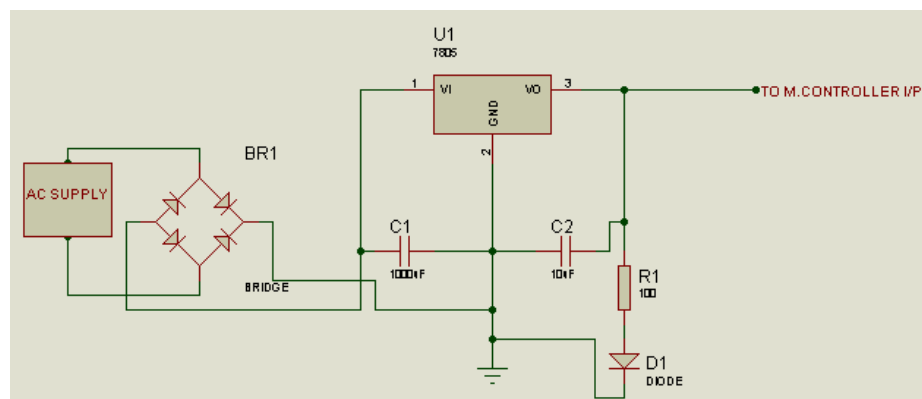 U1
7805
1
VI
VO
3
GND
2
TO M.CONTROLLER I/P
BR1
AC SUPPLY
BRIDGE
C1
1000uF
C2
10uF
R1
100
D1
DIODE